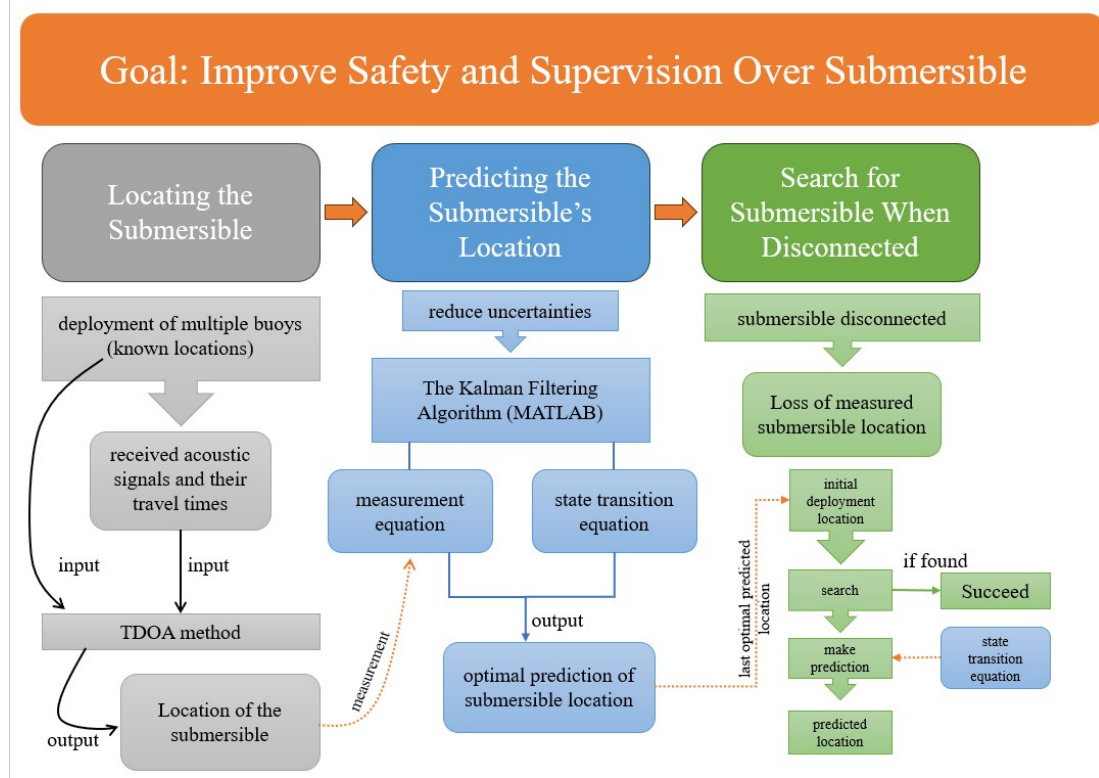 Goal: Improve Safety and Supervision Over Submersible
Locating the
Submersible
Predicting the
Submersible's
Location
Search for
Submersible When
Disconnected
deployment of multiple buoys
(known locations)
received acoustic
signals and their
travel times
input
input
TDOA method
output
Location of the
submersible
measurement
reduce uncertainties
The Kalman Filtering
Algorithm (MATLAB)
measurement
equation
state transition
equation
output
optimal prediction of
submersible location
last optimal predicted
location
submersible disconnected
Loss of measured
submersible location
initial
deployment
location
search
if found
Succeed
make
prediction
state
transition
equation
predicted
location